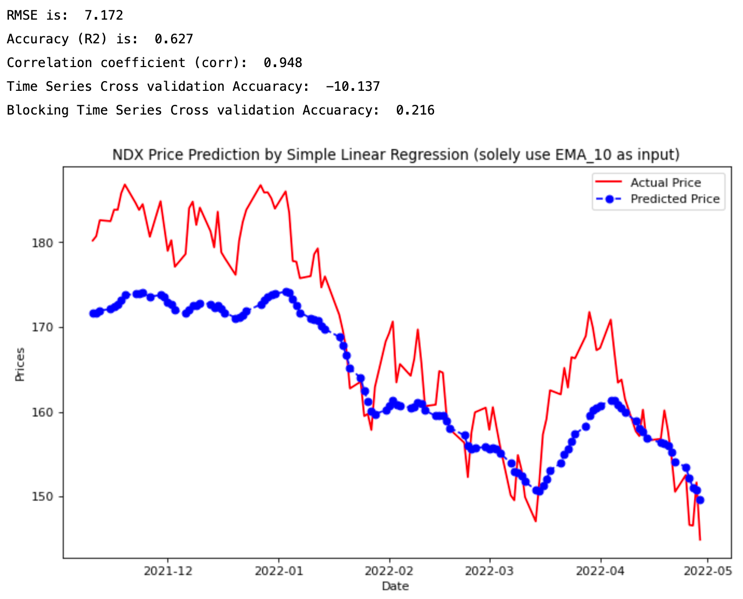 RMSE is:  7.172
Accuracy (R2) is:  0.627
Correlation coefficient (corr):  0.948
Time Series Cross validation Accuaracy:  -10.137
Blocking Time Series Cross validation Accuaracy:  0.216
NDX Price Prediction by Simple Linear Regression (solely use EMA_10 as input)
Actual Price
Predicted Price
180
170
160
150
Prices
2021-12
2022-01
2022-02
2022-03
2022-04
2022-05
Date